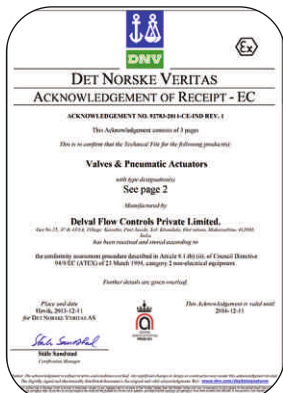 DNV
Ex
DET NORSKE VERITAS
ACKNOWLEDGEMENT OF RECEIPT - EC
ACKNOWLEDGEMENT NO. 92783-2011-CE-IND REV. 1
This Acknowledgement consists of 3 pages
This is to confirm that the Technical File for the following product(s)
Valves & Pneumatic Actuators
with type designation(s)
See page 2
Manufactured by
Delval Flow Controls Private Limited.
India
has been received and stored according to
the conformity assessment procedure described in Article 8.1 (b) (ii), of Council Directive
94/9/EC (ATEX) of 23 March 1994, category 2 non-electrical equipment
Further details are given overleaf.
Place and date
Høvik, 2013-12-11
for DET NORSKE VERITAS AS
This Acknowledgement is valid until
2016-12-11
Ståle Sandstad
Certification Manager